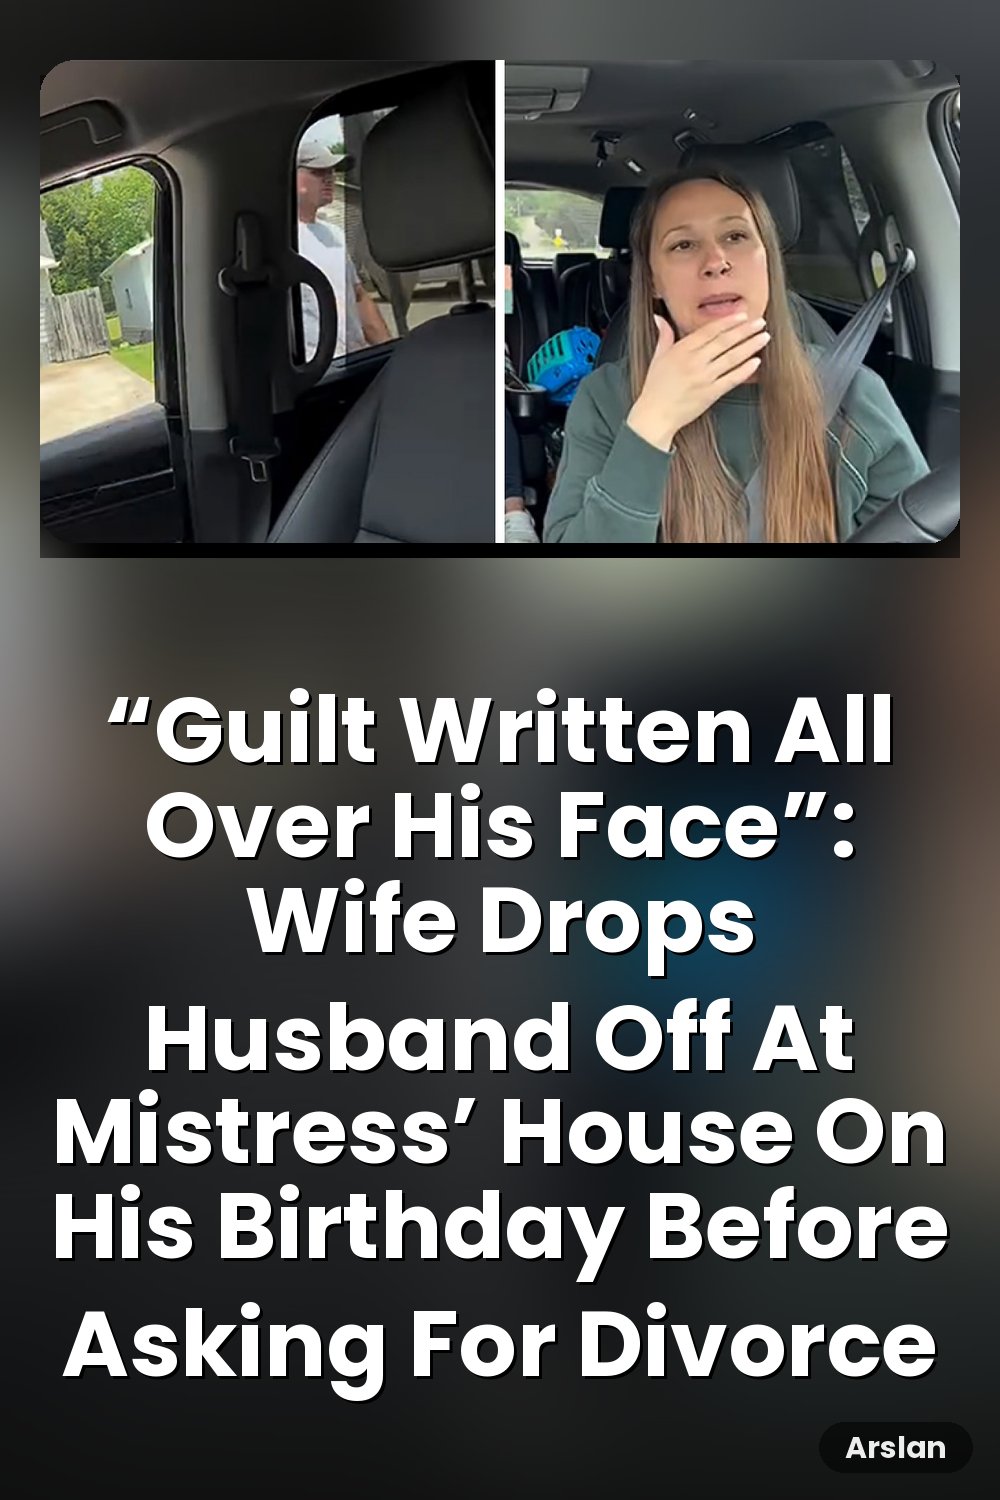 “Guilt Written All
Over His Face”:
Wife Drops
Husband Off At
Mistress’ House On
His Birthday Before
Asking For Divorce
Arslan